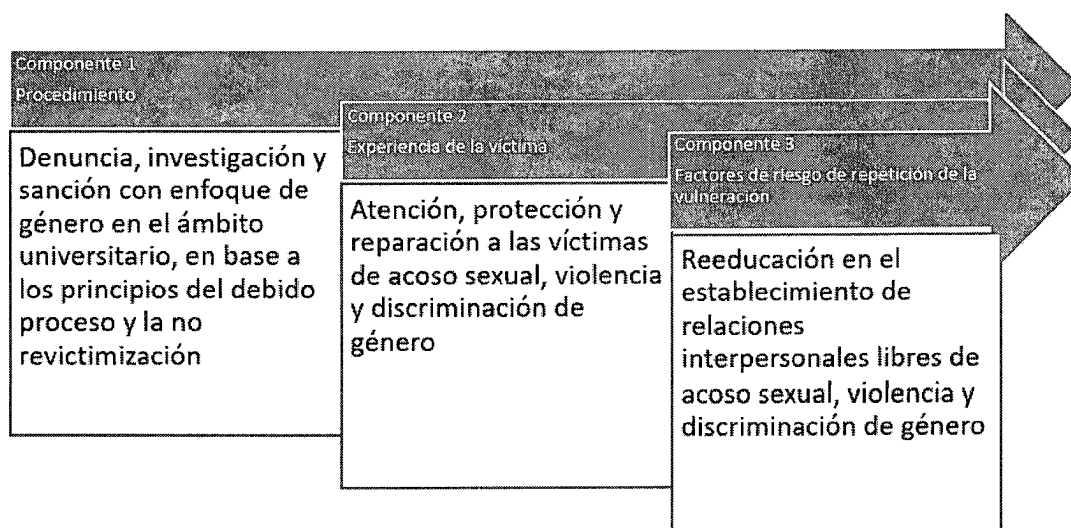 Componente 1
Procedimiento
Denuncia, investigación y
sanción con enfoque de
género en el ámbito
universitario, en base a
los principios del debido
proceso y la no
revictimización
Componente 2
Experiencia de la víctima
Atención, protección y
reparación a las víctimas
de acoso sexual, violencia
y discriminación de
género
Componente 3
Factores de riesgo de repetición de la
vulneración
Reeducación en el
establecimiento de
relaciones
interpersonales libres de
acoso sexual, violencia y
discriminación de género